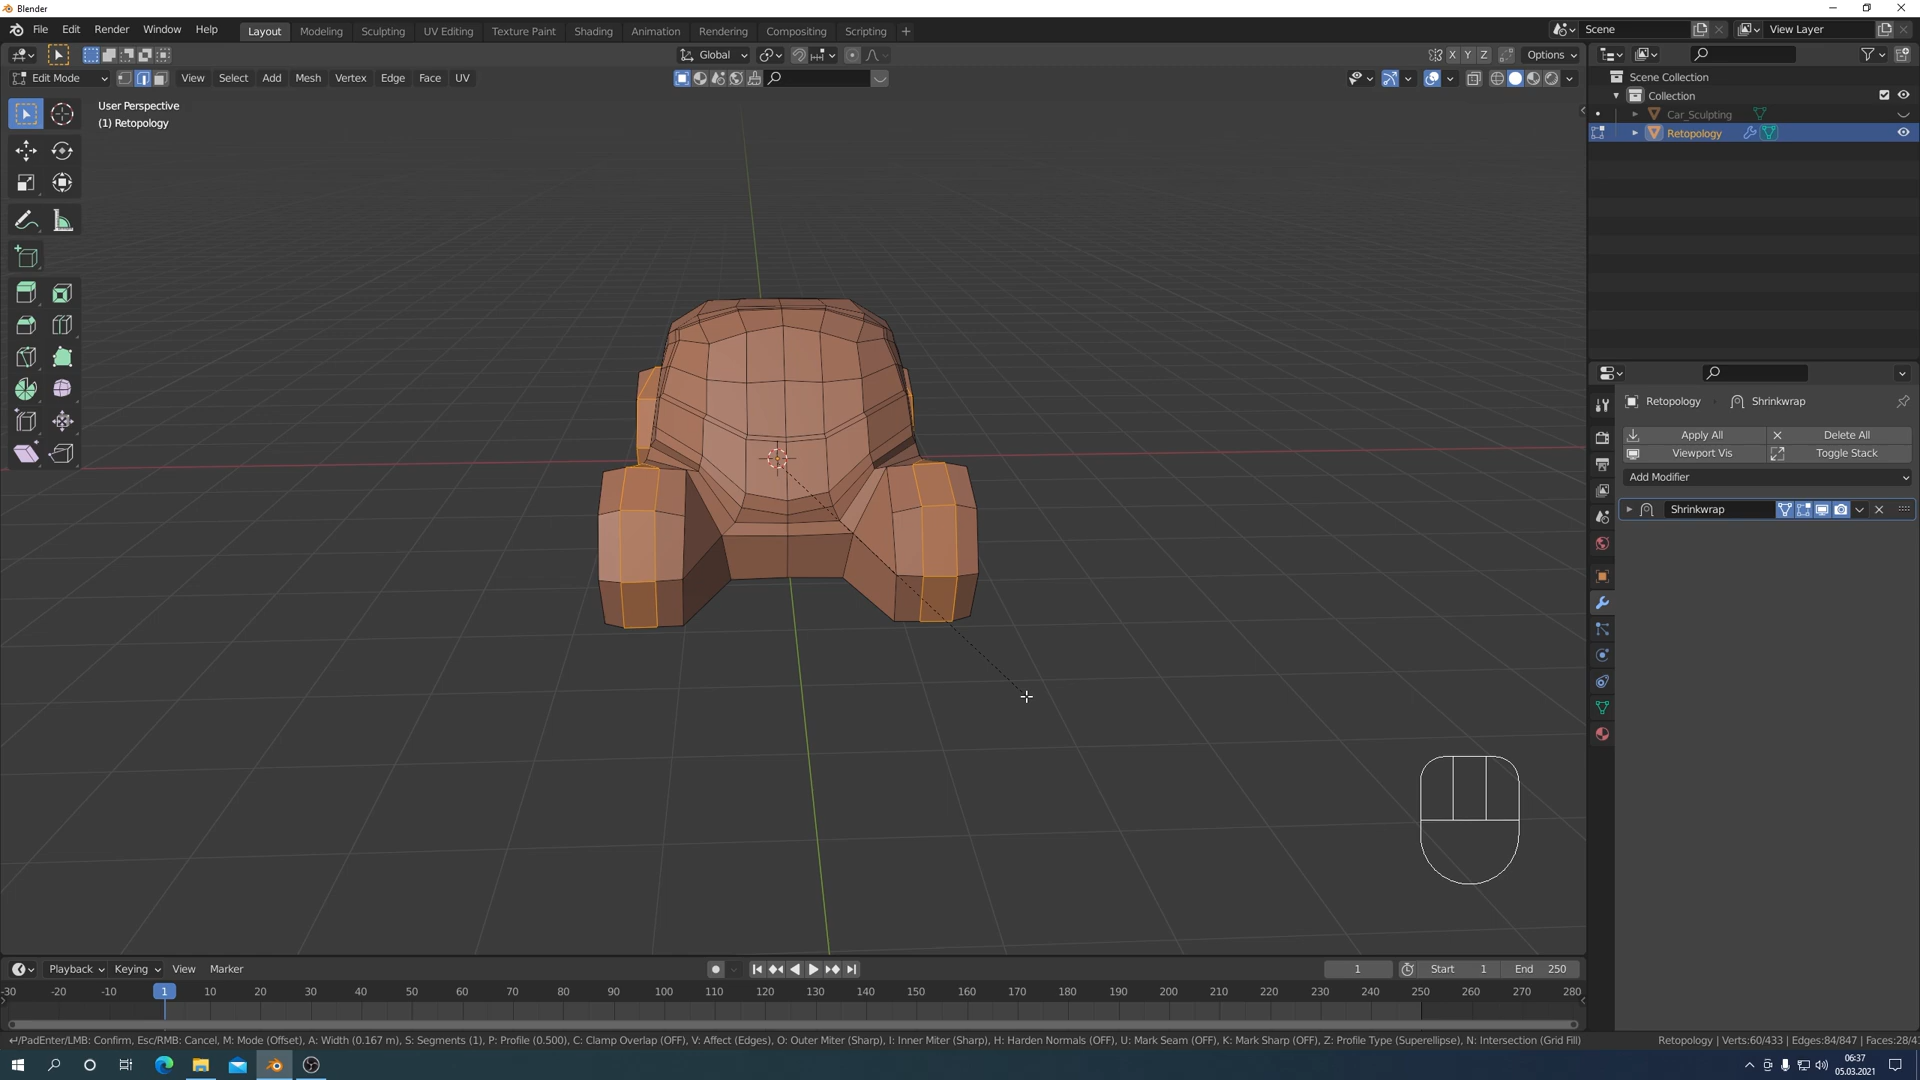 Blender
File Edit Render Window Help Layout Modeling Sculpting UV Editing Texture Paint Shading Animation Rendering Compositing Scripting + Scene View Layer
Global X Y Z Options
Edit Mode View Select Add Mesh Vertex Edge Face UV
User Perspective
(1) Retopology
Scene Collection
Collection
Car_Sculpting
Retopology
Retopology Shrinkwrap
Apply All Delete All
Viewport Vis Toggle Stack
Add Modifier
Shrinkwrap
Playback Keying View Marker 1 Start 1 End 250
-30 -20 -10 1 10 20 30 40 50 60 70 80 90 100 110 120 130 140 150 160 170 180 190 200 210 220 230 240 250 260 270 280
↵/PadEnter/LMB: Confirm, Esc/RMB: Cancel, M: Mode (Offset), A: Width (0.167 m), S: Segments (1), P: Profile (0.500), C: Clamp Overlap (OFF), V: Affect (Edges), O: Outer Miter (Sharp), I: Inner Miter (Sharp), H: Harden Normals (OFF), U: Mark Seam (OFF), K: Mark Sharp (OFF), Z: Profile Type (Superellipse), N: Intersection (Grid Fill) Retopology | Verts:60/433 | Edges:84/847 | Faces:28/41
06:37
05.03.2021